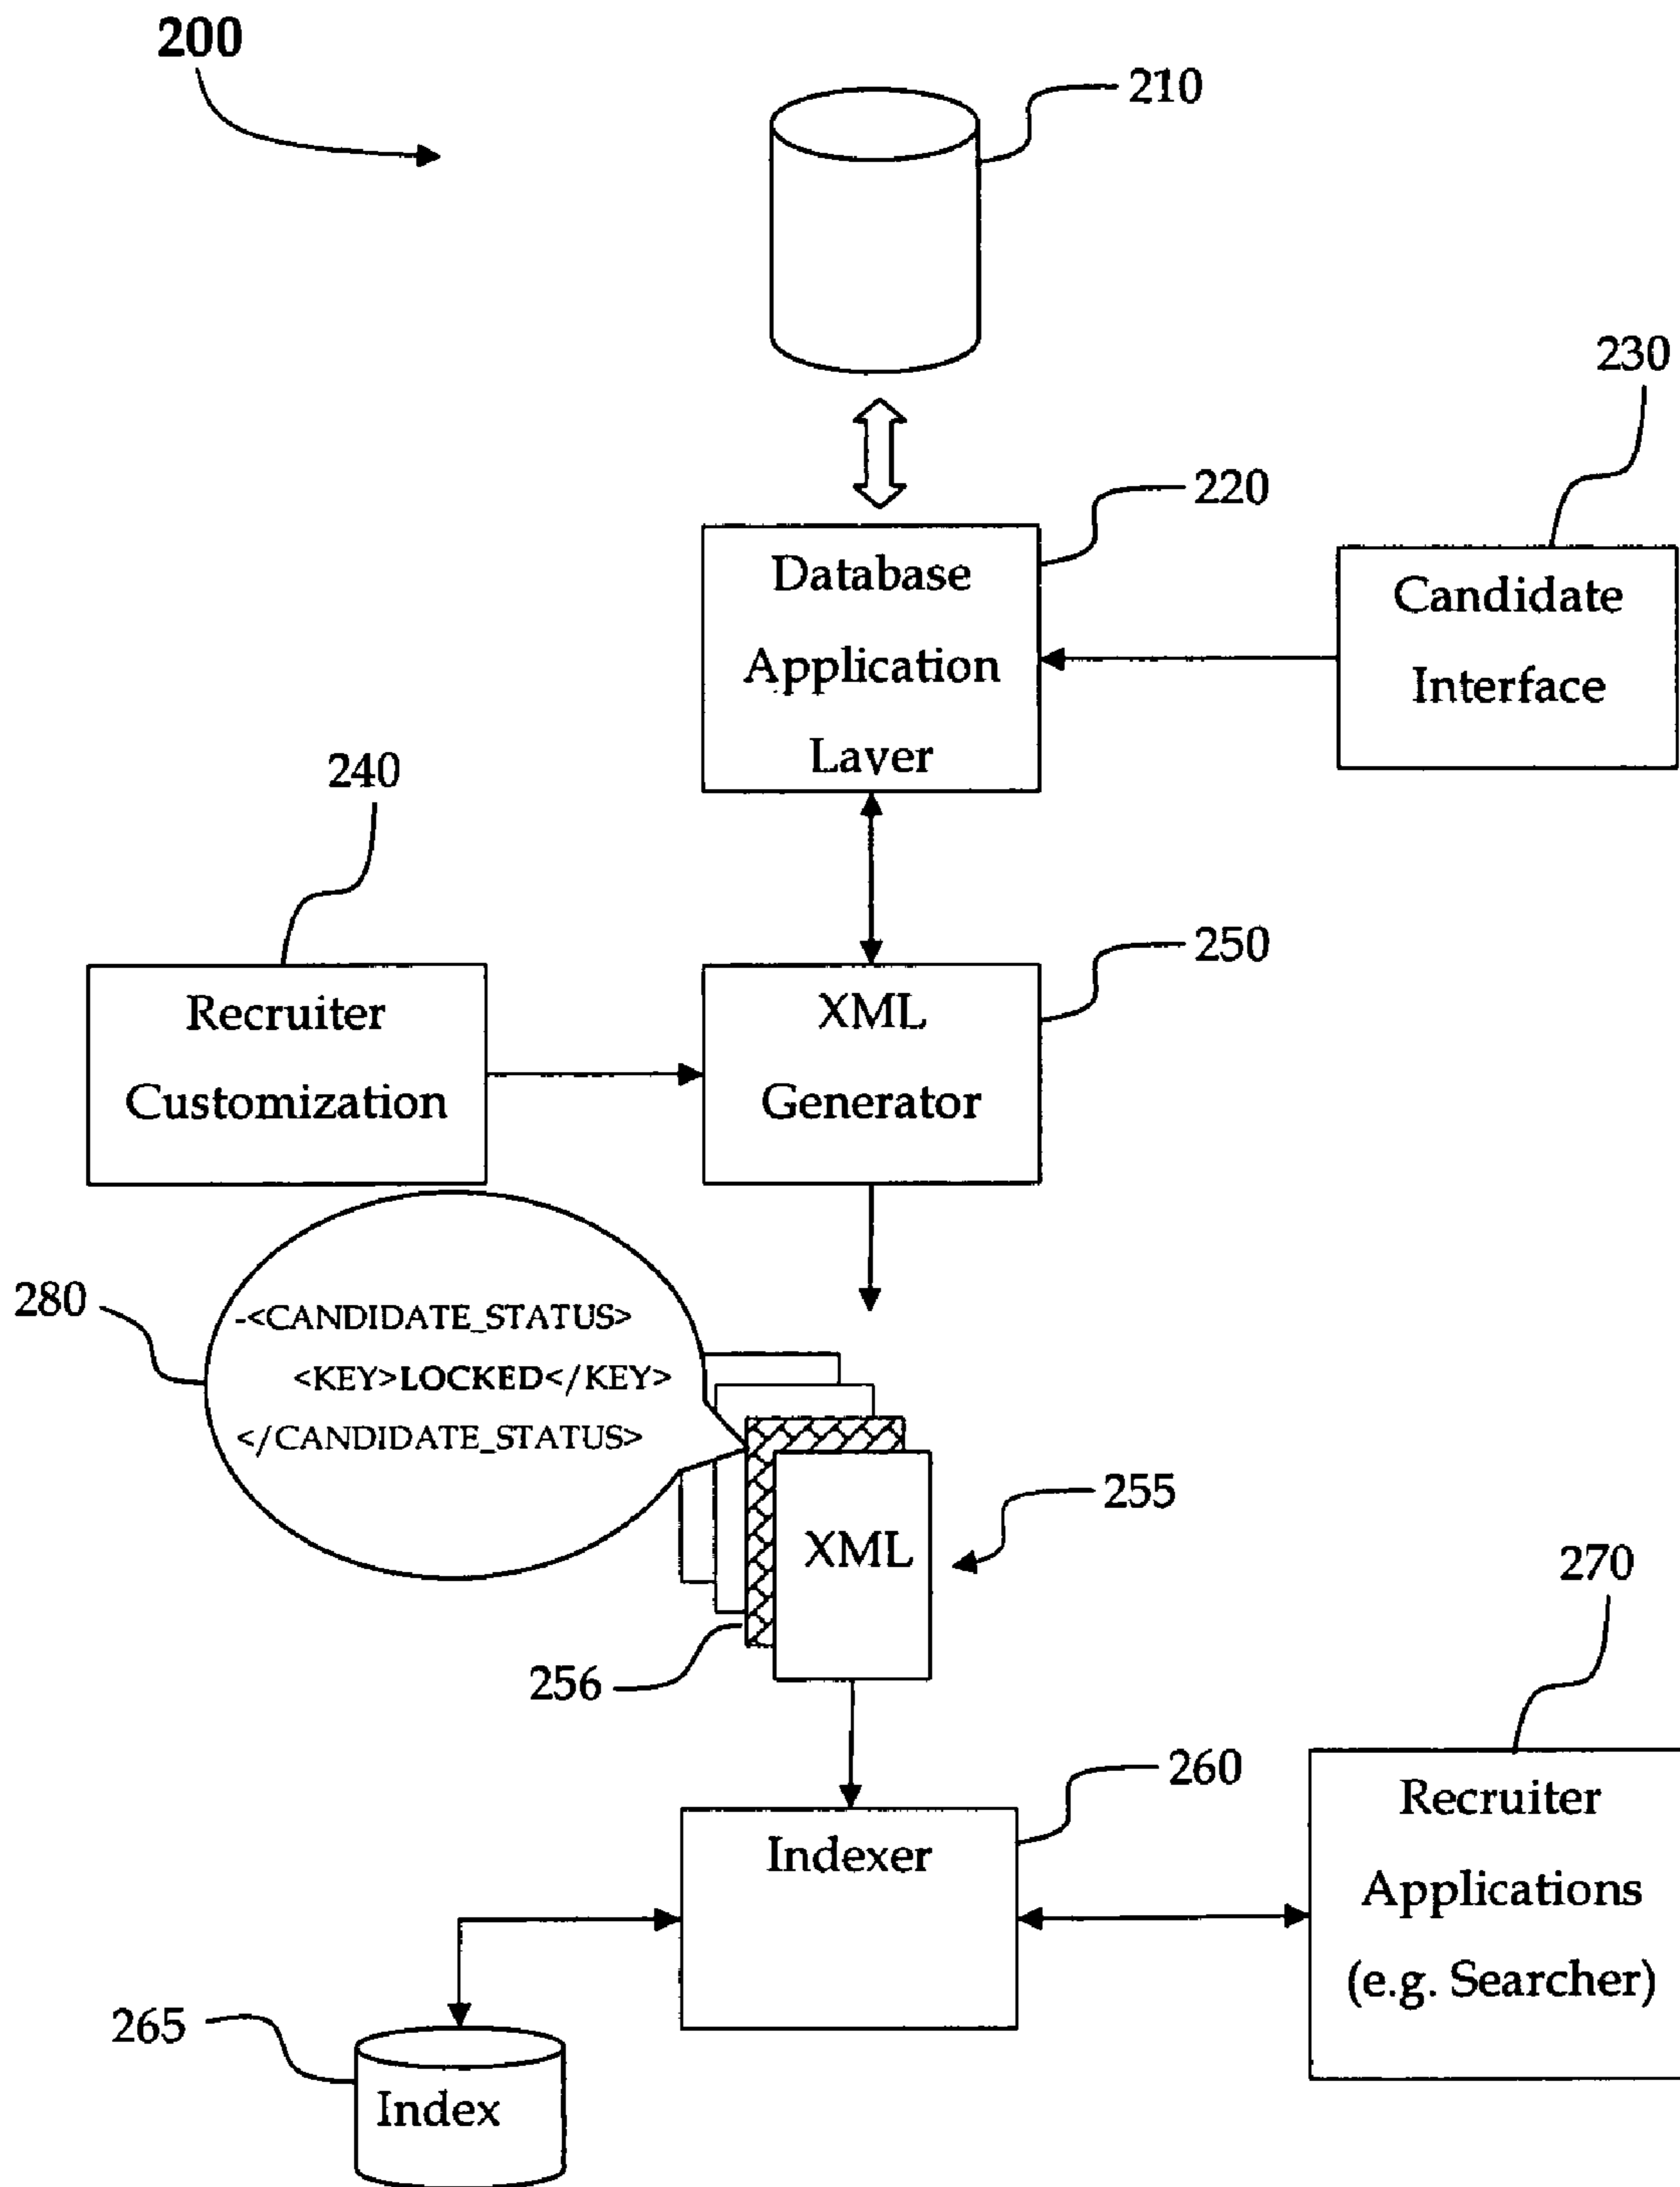 200
210
230
220
Database
Application
Laver
Candidate
Interface
240
250
Recruiter
Customization
XML
Generator
280
-<CANDIDATE_STATUS>
<KEY>LOCKED</KEY>
</CANDIDATE_STATUS>
255
XML
270
256
260
Indexer
Recruiter
Applications
(e.g. Searcher)
265
Index